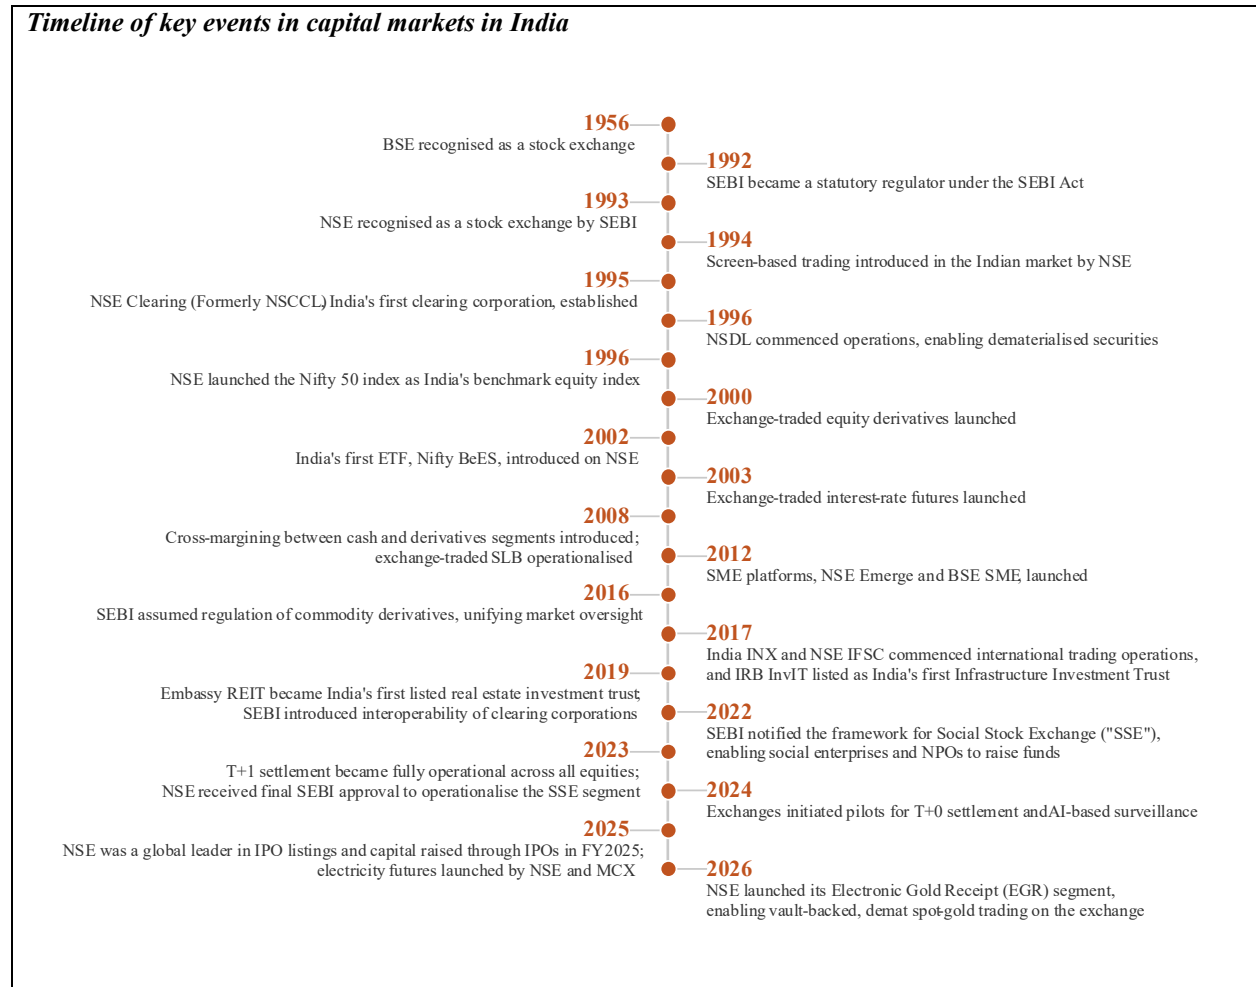 Timeline of key events in capital markets in India
1956
BSE recognised as a stock exchange
1992
SEBI became a statutory regulator under the SEBI Act
1993
NSE recognised as a stock exchange by SEBI
1994
Screen-based trading introduced in the Indian market by NSE
1995
NSE Clearing (Formerly NSCCL), India's first clearing corporation, established
1996
NSDL commenced operations, enabling dematerialised securities
1996
NSE launched the Nifty 50 index as India's benchmark equity index
2000
Exchange-traded equity derivatives launched
2002
India's first ETF, Nifty BeES, introduced on NSE
2003
Exchange-traded interest-rate futures launched
2008
Cross-margining between cash and derivatives segments introduced;
exchange-traded SLB operationalised
2012
SME platforms, NSE Emerge and BSE SME, launched
2016
SEBI assumed regulation of commodity derivatives, unifying market oversight
2017
India INX and NSE IFSC commenced international trading operations,
and IRB InvIT listed as India's first Infrastructure Investment Trust
2019
Embassy REIT became India's first listed real estate investment trust;
SEBI introduced interoperability of clearing corporations
2022
SEBI notified the framework for Social Stock Exchange ("SSE"),
enabling social enterprises and NPOs to raise funds
2023
T+1 settlement became fully operational across all equities;
NSE received final SEBI approval to operationalise the SSE segment
2024
Exchanges initiated pilots for T+0 settlement and AI-based surveillance
2025
NSE was a global leader in IPO listings and capital raised through IPOs in FY2025;
electricity futures launched by NSE and MCX
2026
NSE launched its Electronic Gold Receipt (EGR) segment,
enabling vault-backed, demat spot-gold trading on the exchange